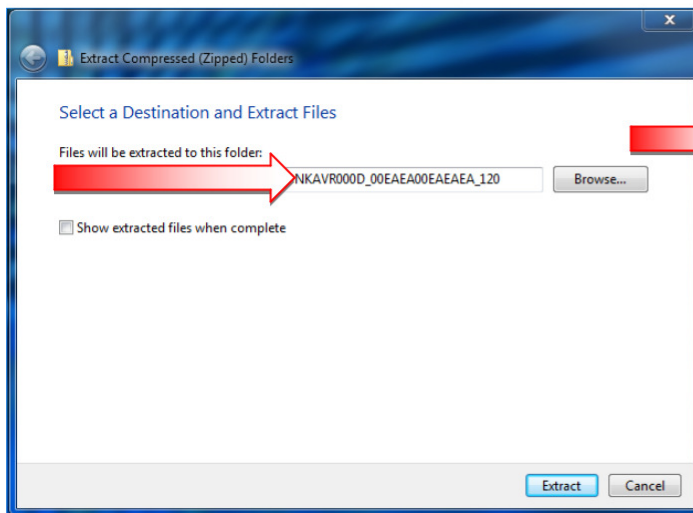 Extract Compressed (Zipped) Folders
Select a Destination and Extract Files
Files will be extracted to this folder:
NKAVR000D_00EAEA00EAEAEA_120 Browse...
Show extracted files when complete
Extract Cancel